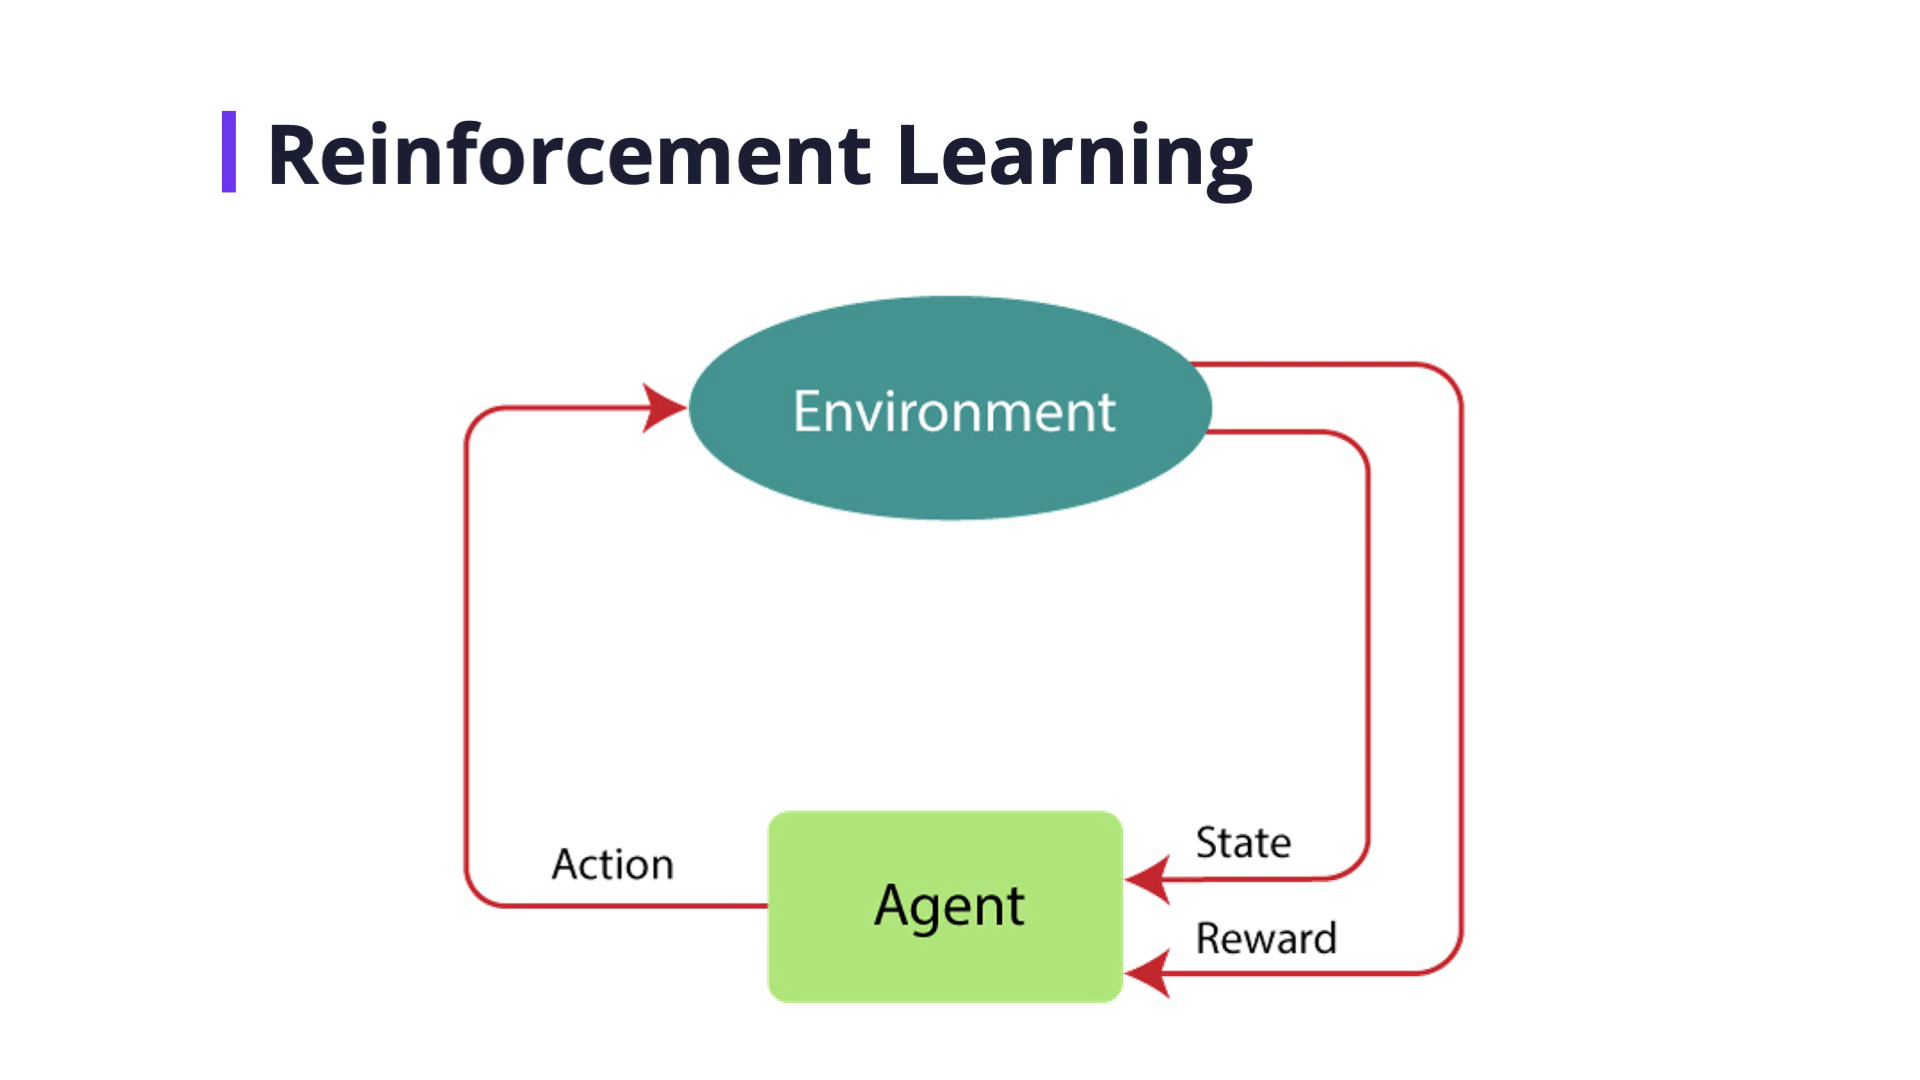 Reinforcement Learning
Environment
Action
Agent
State
Reward